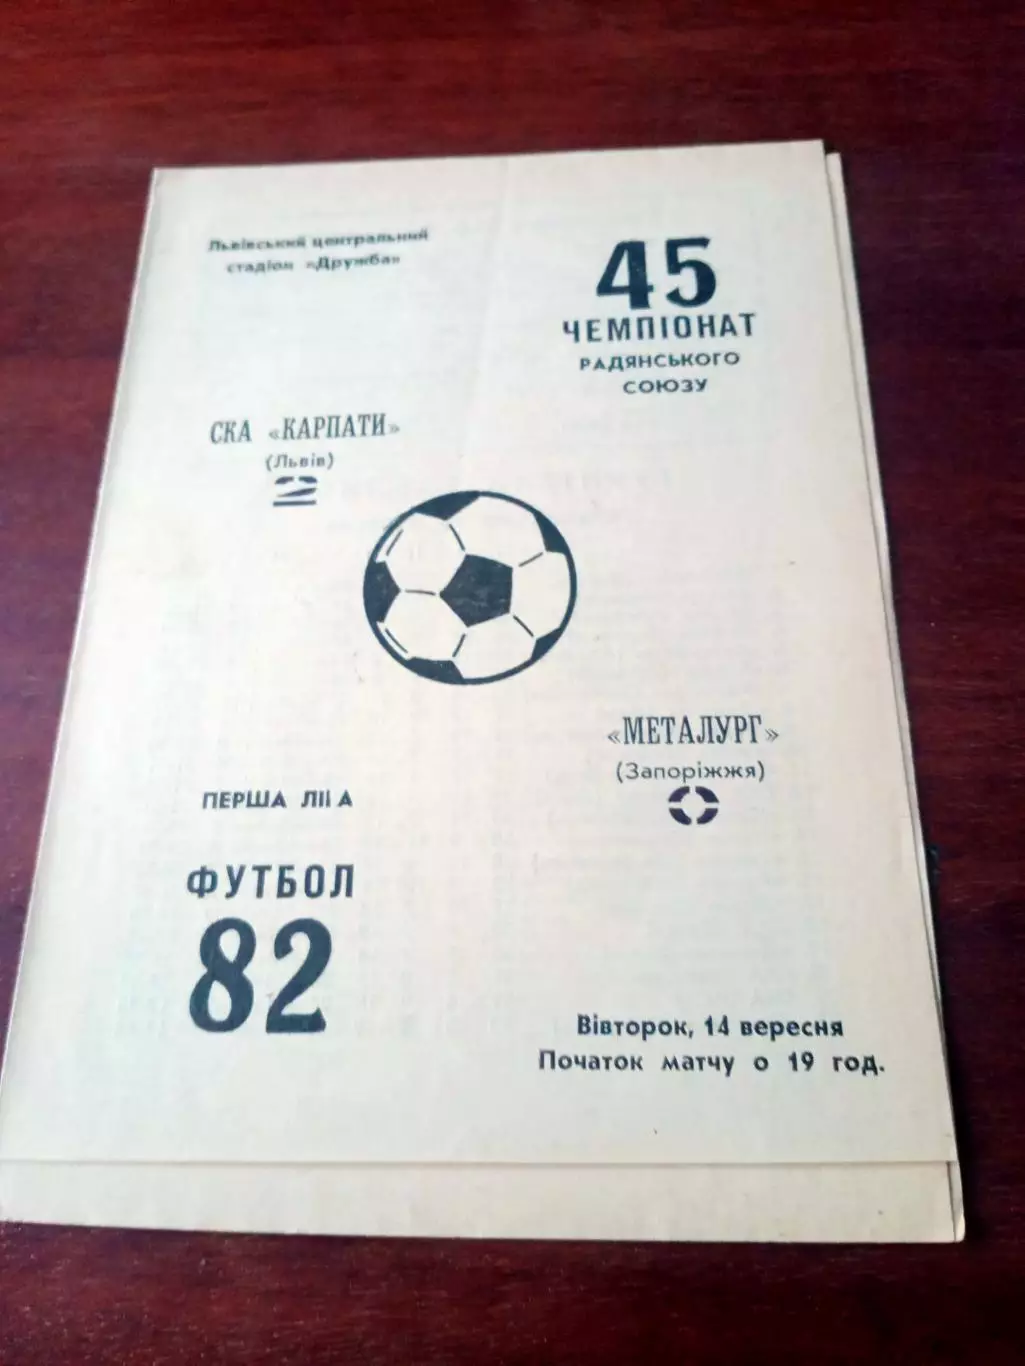 Львівський центральний
стадіон «Дружба»
45
ЧЕМПІОНАТ
РАДЯНСЬКОГО
СОЮЗУ
СКА «КАРПАТИ»
(Львів)
«МЕТАЛУРГ»
(Запоріжжя)
ПЕРША ЛІІ А
ФУТБОЛ
82
Вівторок, 14 вересня
Початок матчу о 19 год.